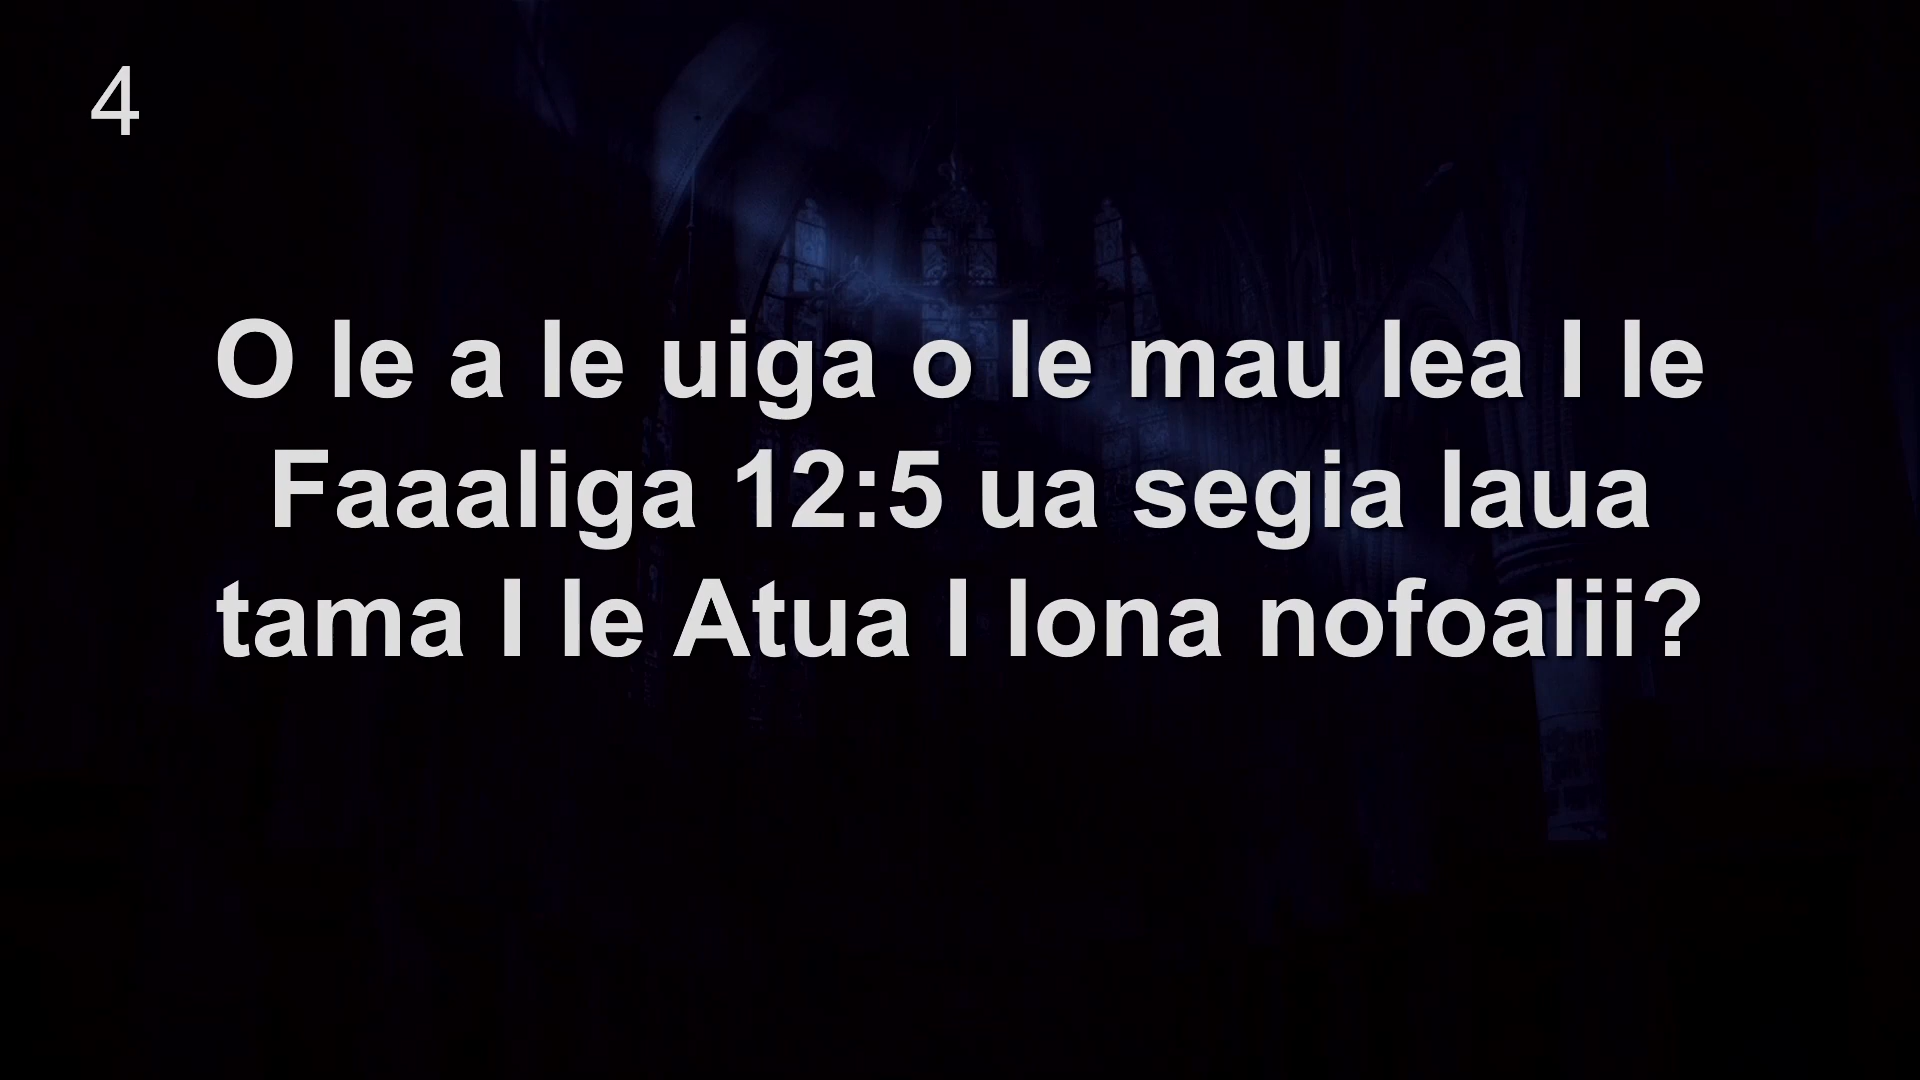 4
O le a le uiga o le mau lea I le
Faaaliga 12:5 ua segia laua
tama I le Atua I lona nofoalii?